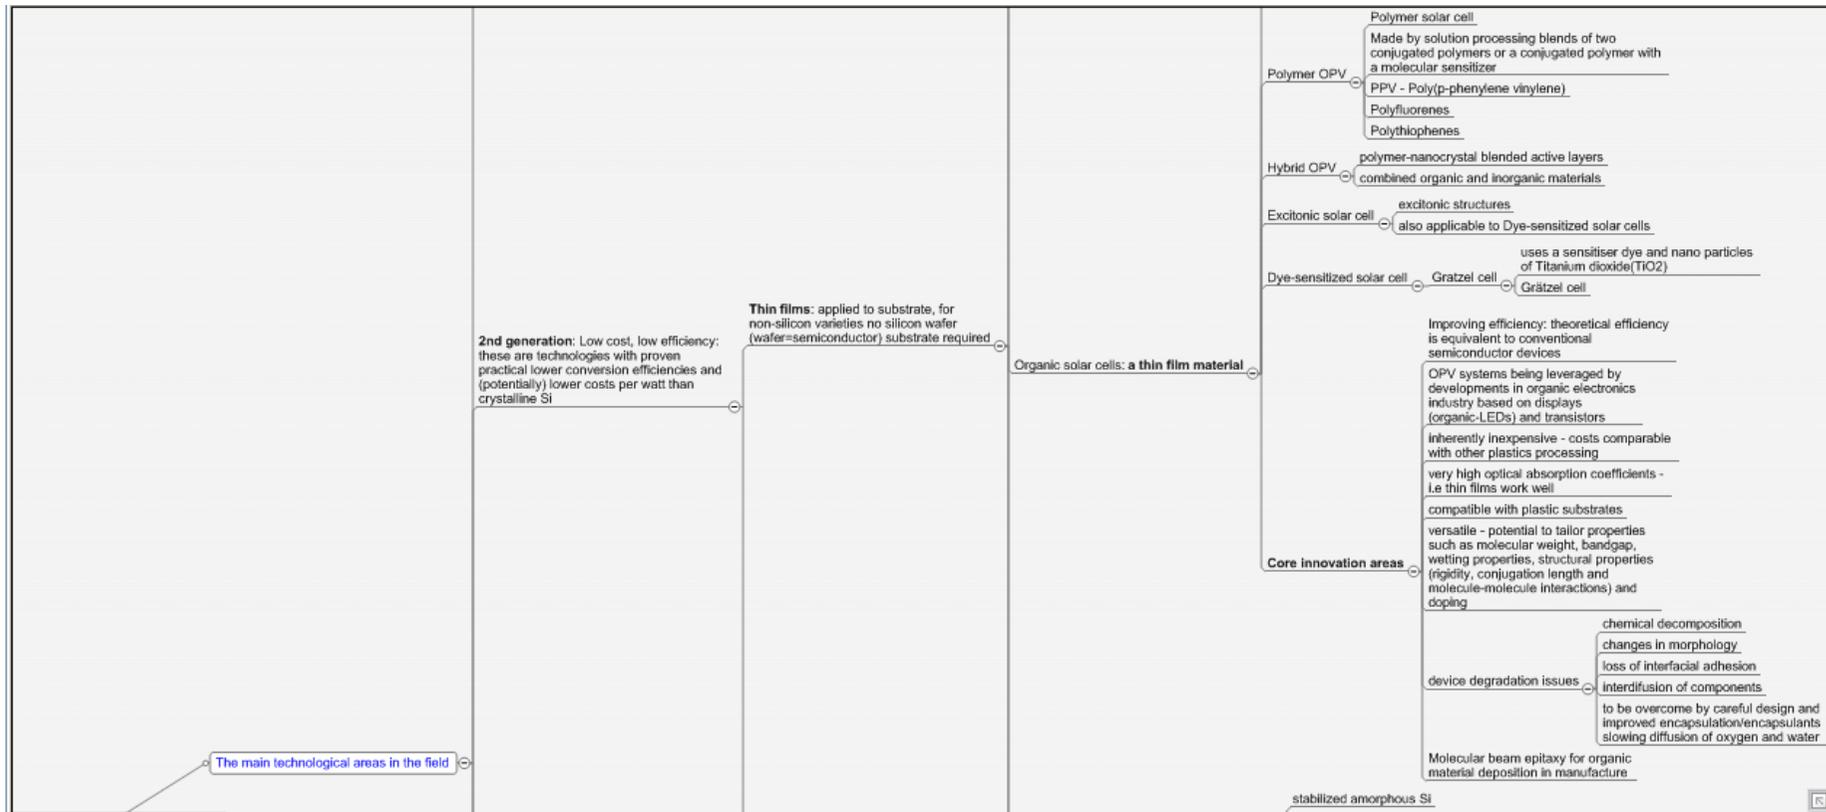 Polymer solar cell
Made by solution processing blends of two
conjugated polymers or a conjugated polymer with
a molecular sensitizer
Polymer OPV
PPV - Poly(p-phenylene vinylene)
Polyfluorenes
Polythiophenes
Hybrid OPV
polymer-nanocrystal blended active layers
combined organic and inorganic materials
Excitonic solar cell
excitonic structures
also applicable to Dye-sensitized solar cells
Dye-sensitized solar cell
Gratzel cell
uses a sensitiser dye and nano particles
of Titanium dioxide(TiO2)
Grätzel cell
Thin films: applied to substrate, for
non-silicon varieties no silicon wafer
(wafer=semiconductor) substrate required
2nd generation: Low cost, low efficiency:
these are technologies with proven
practical lower conversion efficiencies and
(potentially) lower costs per watt than
crystalline Si
Organic solar cells: a thin film material
Improving efficiency: theoretical efficiency
is equivalent to conventional
semiconductor devices
OPV systems being leveraged by
developments in organic electronics
industry based on displays
(organic-LEDs) and transistors
inherently inexpensive - costs comparable
with other plastics processing
very high optical absorption coefficients -
i.e thin films work well
compatible with plastic substrates
Core innovation areas
versatile - potential to tailor properties
such as molecular weight, bandgap,
wetting properties, structural properties
(rigidity, conjugation length and
molecule-molecule interactions) and
doping
device degradation issues
chemical decomposition
changes in morphology
loss of interfacial adhesion
interdifusion of components
to be overcome by careful design and
improved encapsulation/encapsulants
slowing diffusion of oxygen and water
The main technological areas in the field
Molecular beam epitaxy for organic
material deposition in manufacture
stabilized amorphous Si